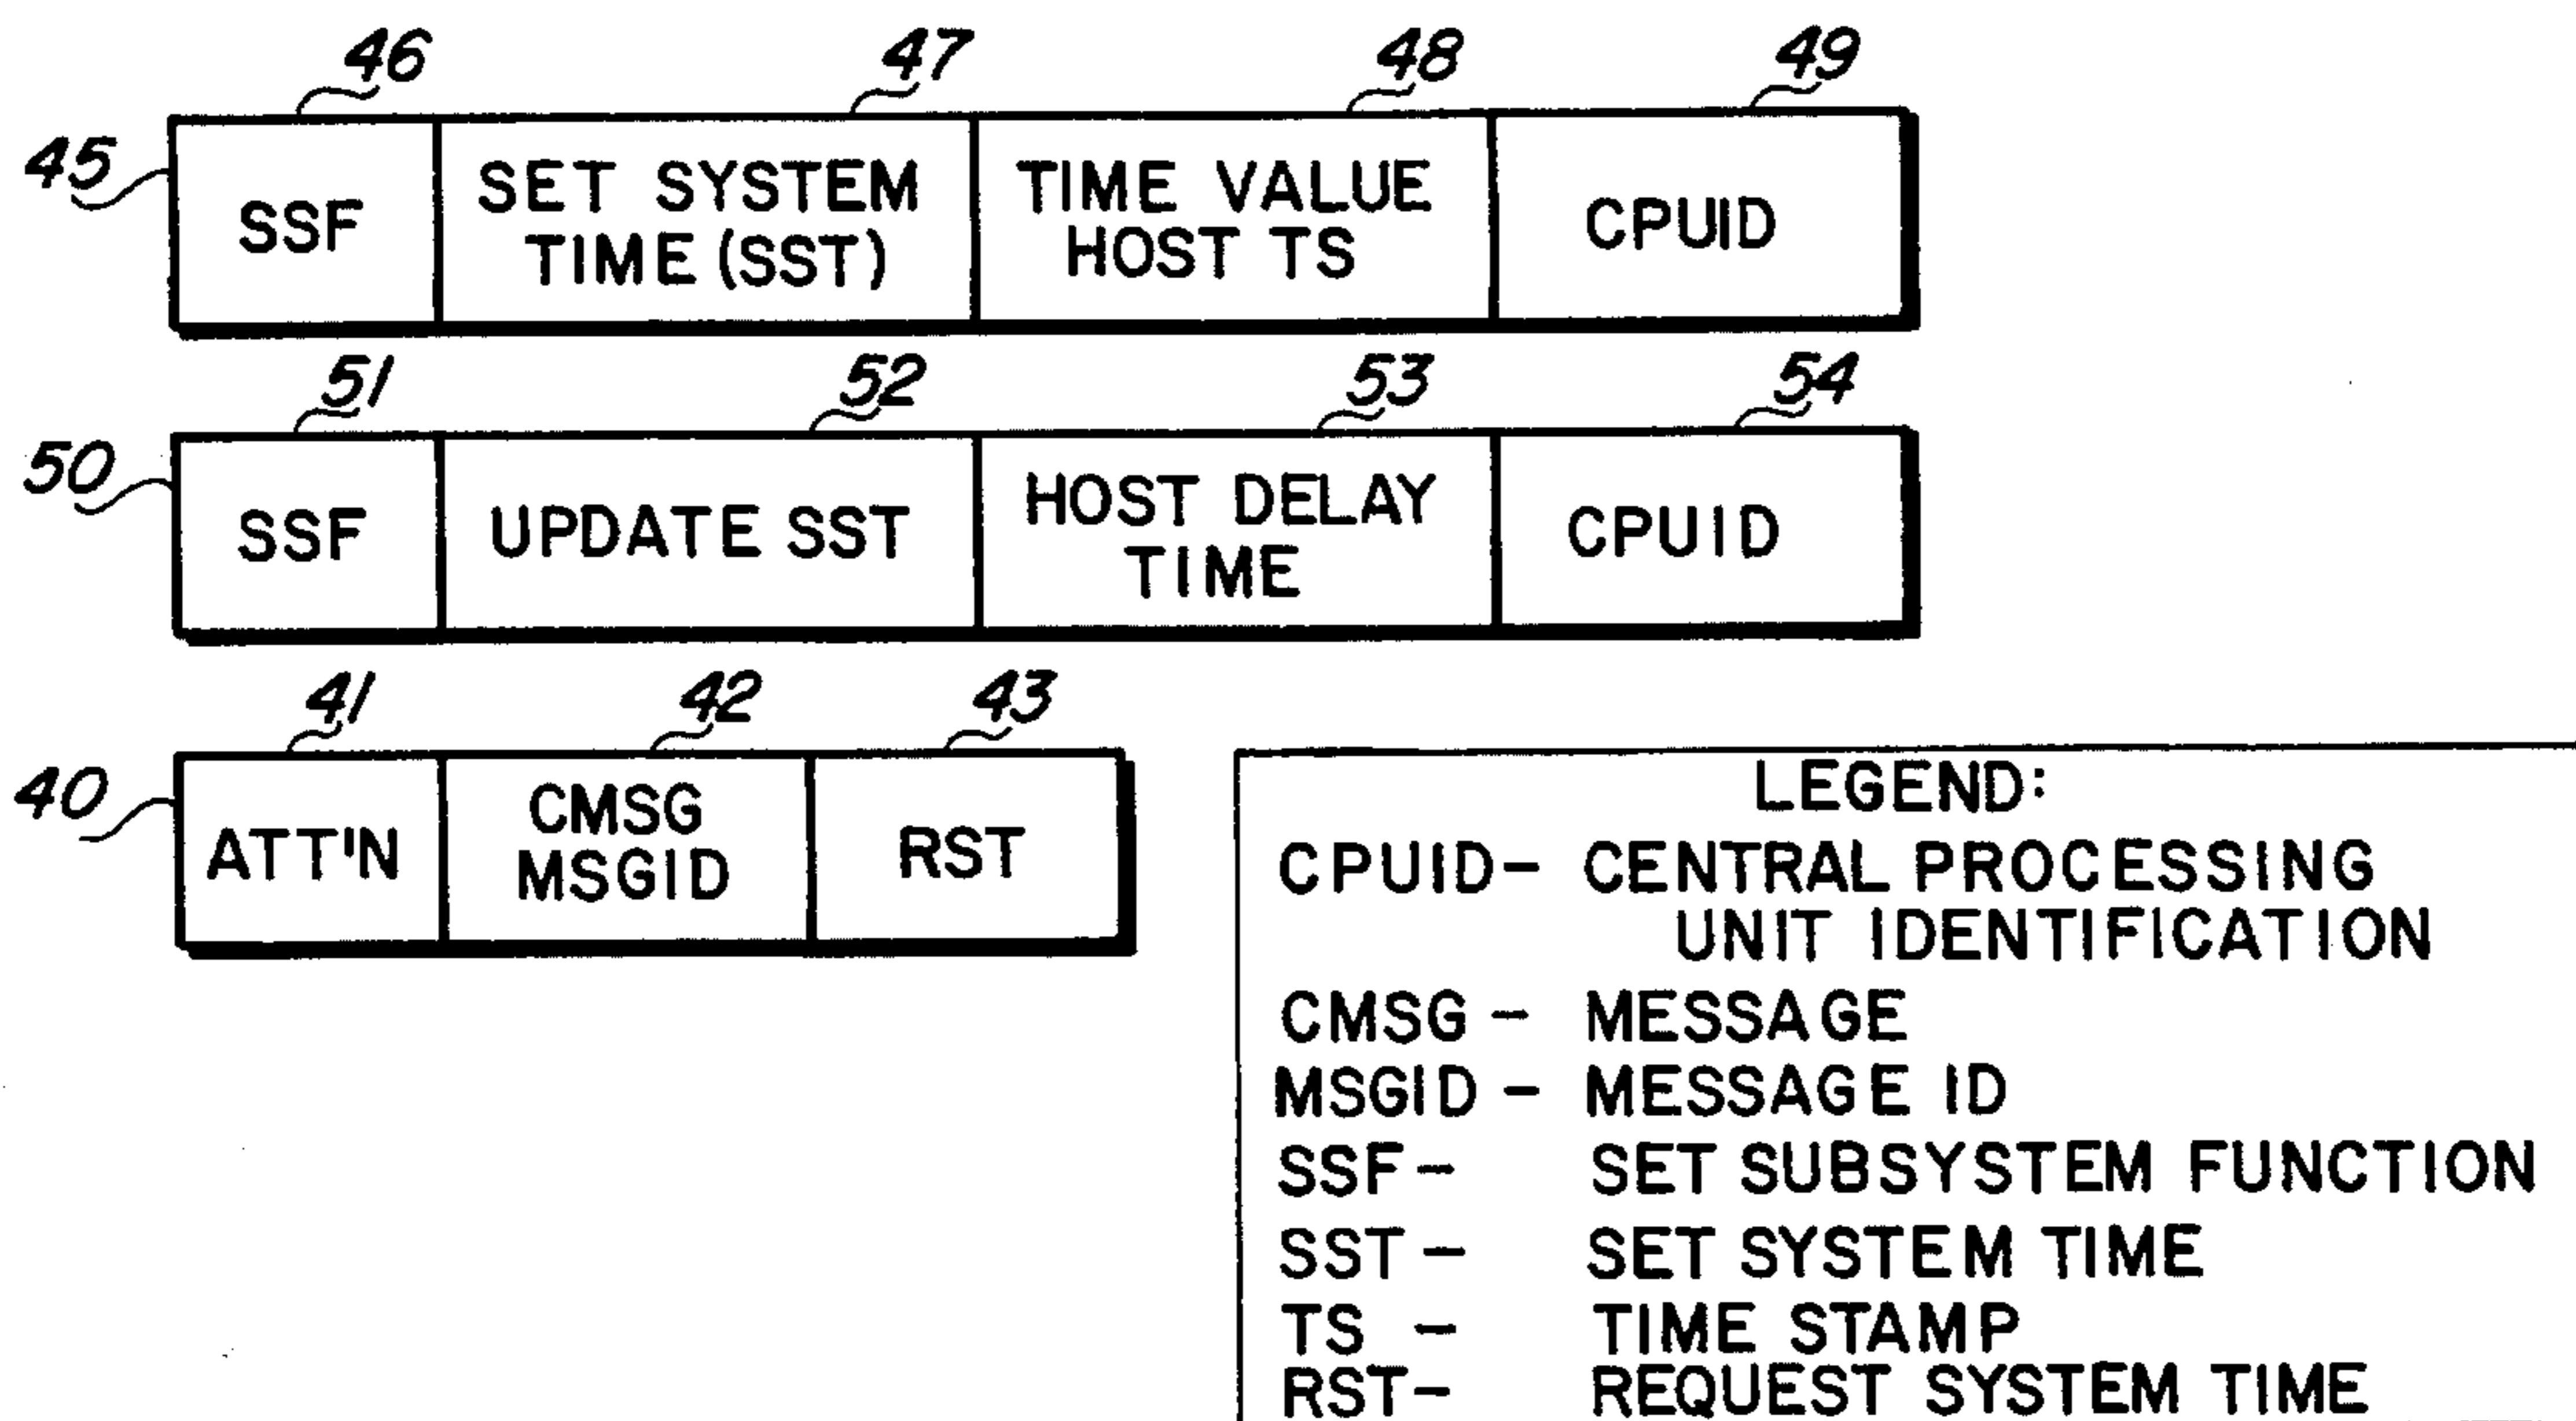 46 47 48 49
45
SSF
SET SYSTEM
TIME (SST)
TIME VALUE
HOST TS
CPUID
51 52 53 54
50
SSF
UPDATE SST
HOST DELAY
TIME
CPUID
41 42 43
40
ATT'N
CMSG
MSGID
RST
LEGEND:
CPUID- CENTRAL PROCESSING
UNIT IDENTIFICATION
CMSG - MESSAGE
MSGID - MESSAGE ID
SSF- SET SUBSYSTEM FUNCTION
SST- SET SYSTEM TIME
TS - TIME STAMP
RST- REQUEST SYSTEM TIME